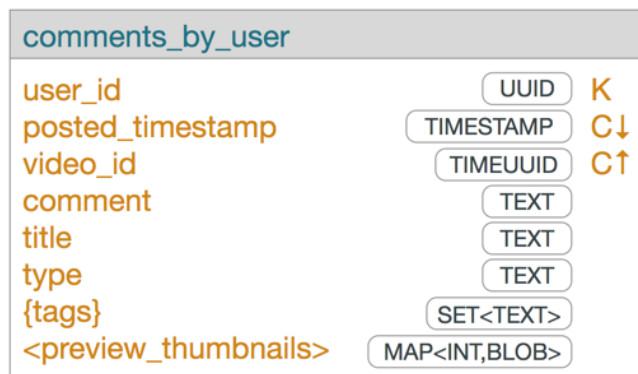 comments_by_user
user_id UUID K
posted_timestamp TIMESTAMP C↓
video_id TIMEUUID C↑
comment TEXT
title TEXT
type TEXT
{tags} SET<TEXT>
<preview_thumbnails> MAP<INT,BLOB>